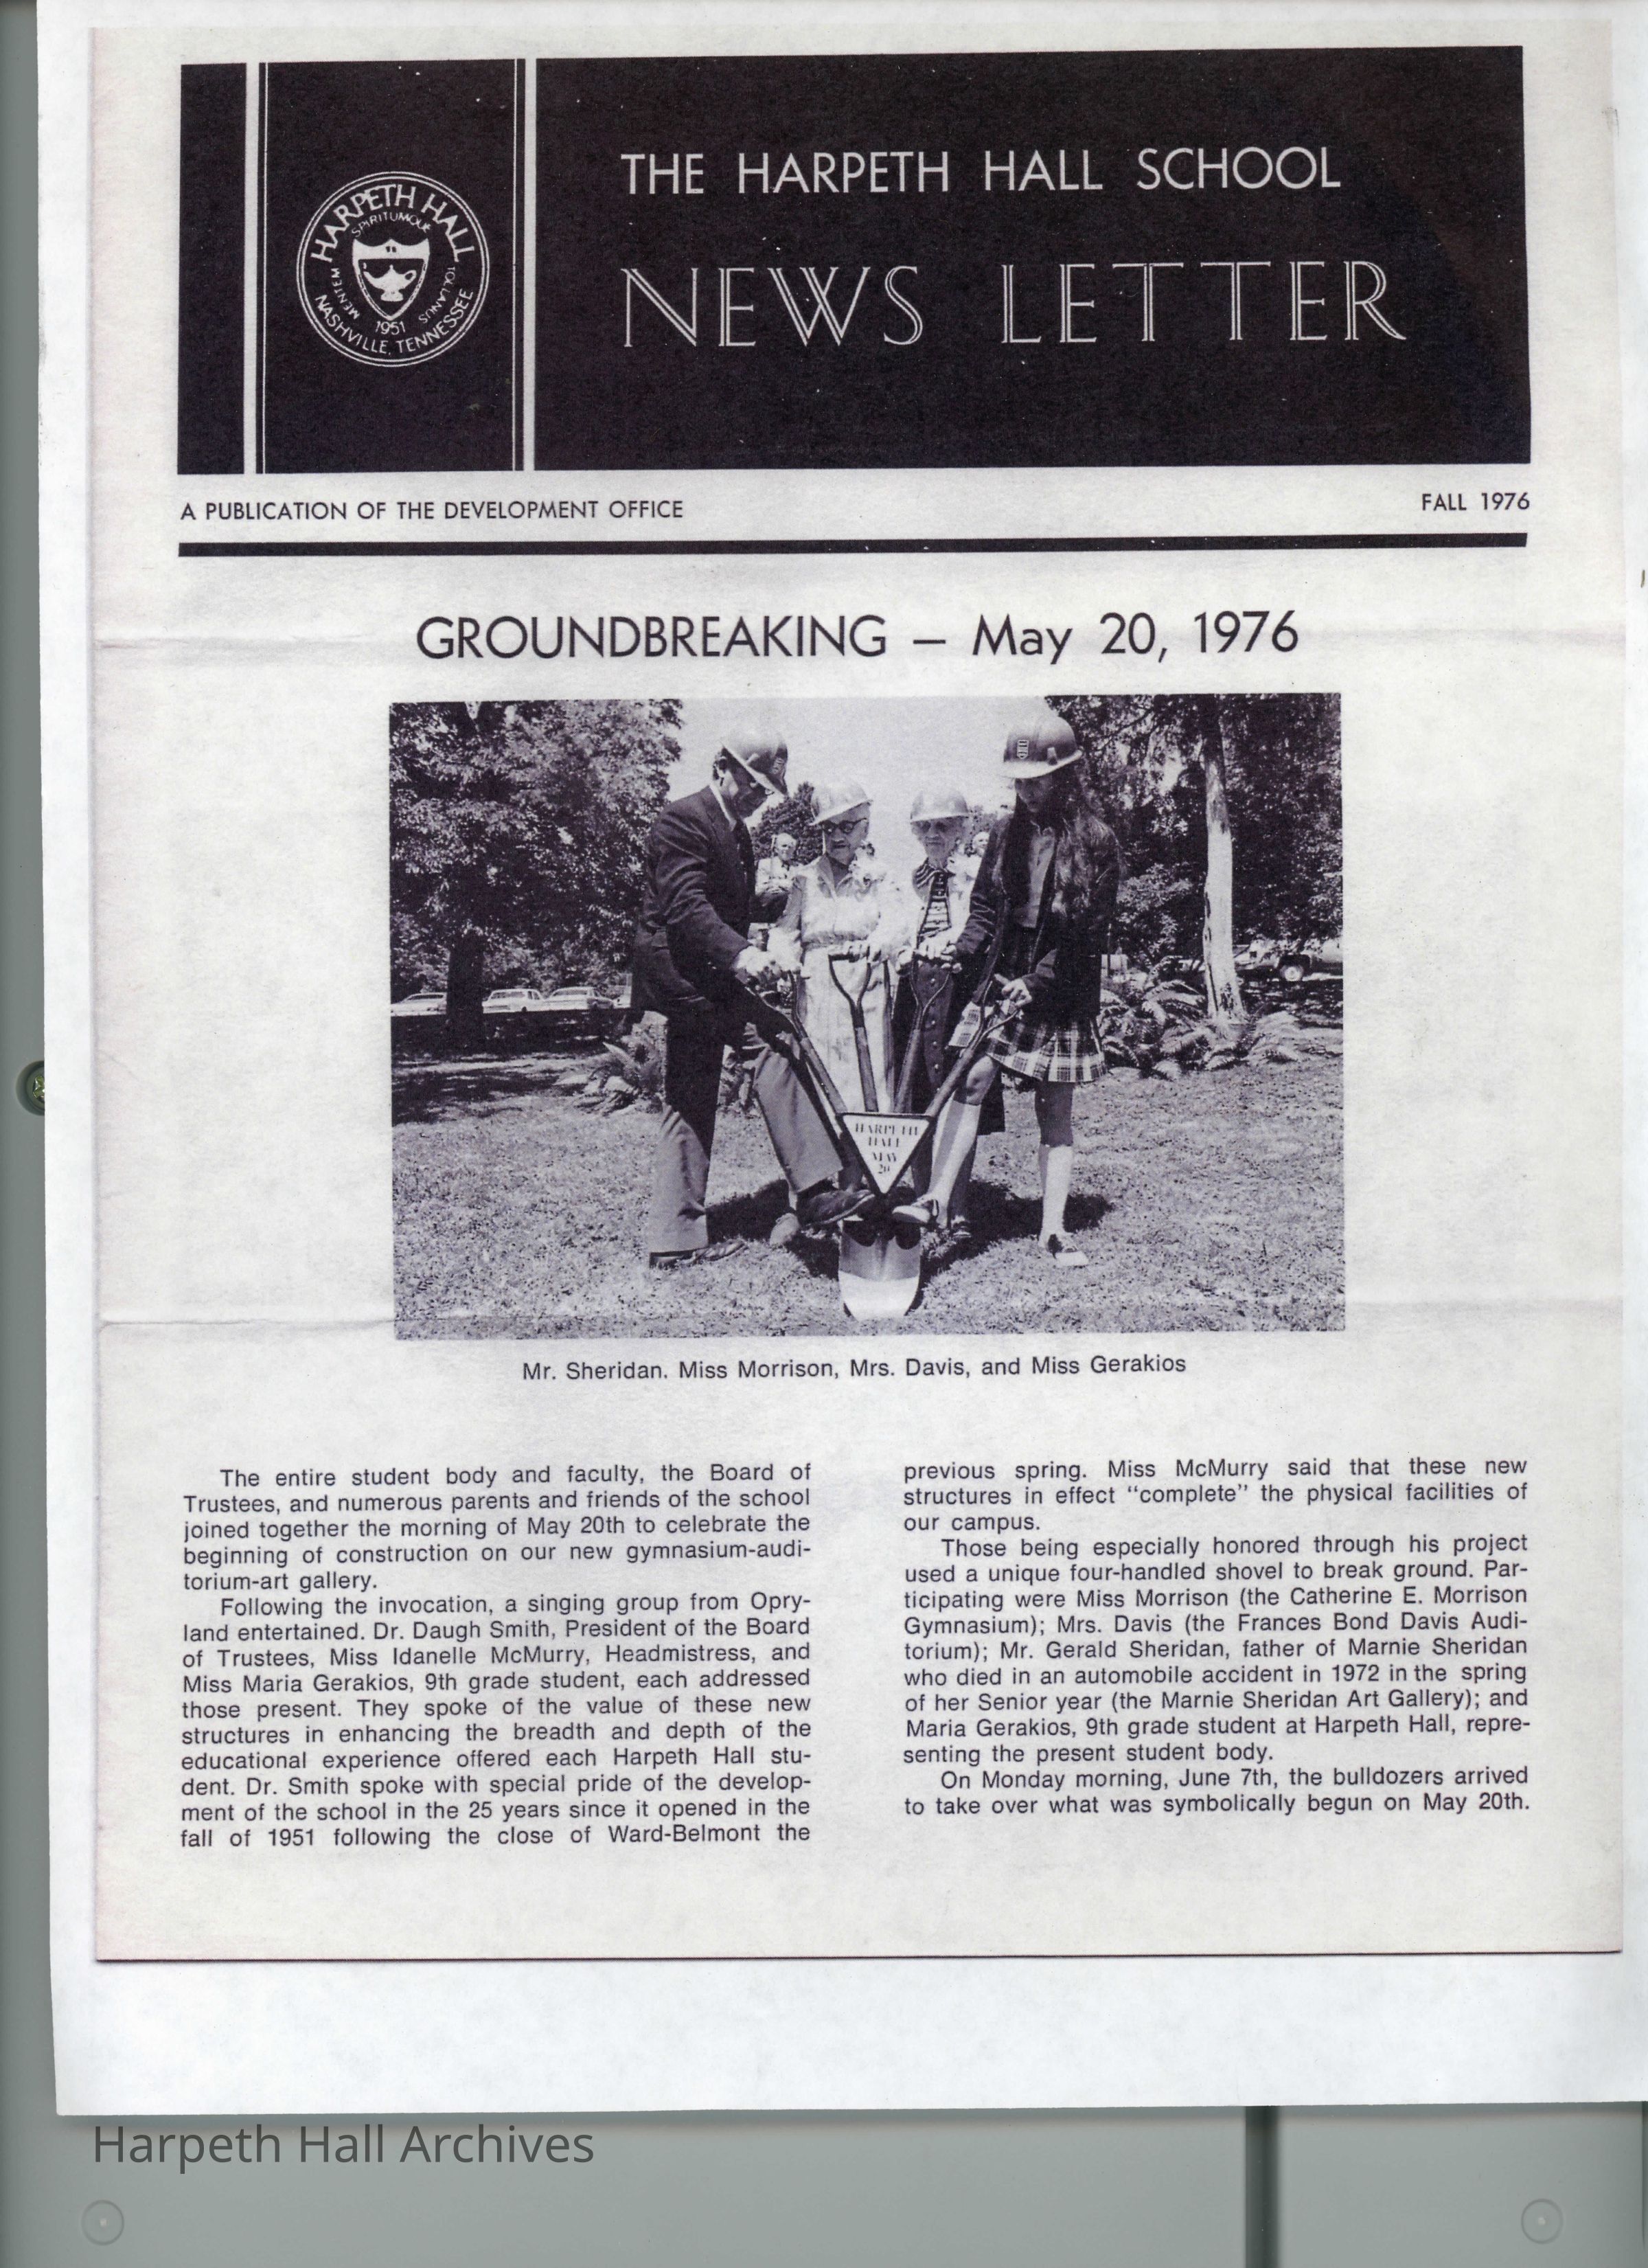 HARPETH HALL
SPIRITUMQUE
MENTEM
TOLLAMUS
1951
NASHVILLE, TENNESSEE
THE HARPETH HALL SCHOOL
NEWS LETTER
A PUBLICATION OF THE DEVELOPMENT OFFICE
FALL 1976
GROUNDBREAKING – May 20, 1976
HARPETH
HALL
MAY
20
Mr. Sheridan. Miss Morrison, Mrs. Davis, and Miss Gerakios
The entire student body and faculty, the Board of
Trustees, and numerous parents and friends of the school
joined together the morning of May 20th to celebrate the
beginning of construction on our new gymnasium-audi-
torium-art gallery.
Following the invocation, a singing group from Opry-
land entertained. Dr. Daugh Smith, President of the Board
of Trustees, Miss Idanelle McMurry, Headmistress, and
Miss Maria Gerakios, 9th grade student, each addressed
those present. They spoke of the value of these new
structures in enhancing the breadth and depth of the
educational experience offered each Harpeth Hall stu-
dent. Dr. Smith spoke with special pride of the develop-
ment of the school in the 25 years since it opened in the
fall of 1951 following the close of Ward-Belmont the
previous spring. Miss McMurry said that these new
structures in effect “complete” the physical facilities of
our campus.
Those being especially honored through his project
used a unique four-handled shovel to break ground. Par-
ticipating were Miss Morrison (the Catherine E. Morrison
Gymnasium); Mrs. Davis (the Frances Bond Davis Audi-
torium); Mr. Gerald Sheridan, father of Marnie Sheridan
who died in an automobile accident in 1972 in the spring
of her Senior year (the Marnie Sheridan Art Gallery); and
Maria Gerakios, 9th grade student at Harpeth Hall, repre-
senting the present student body.
On Monday morning, June 7th, the bulldozers arrived
to take over what was symbolically begun on May 20th.
Harpeth Hall Archives